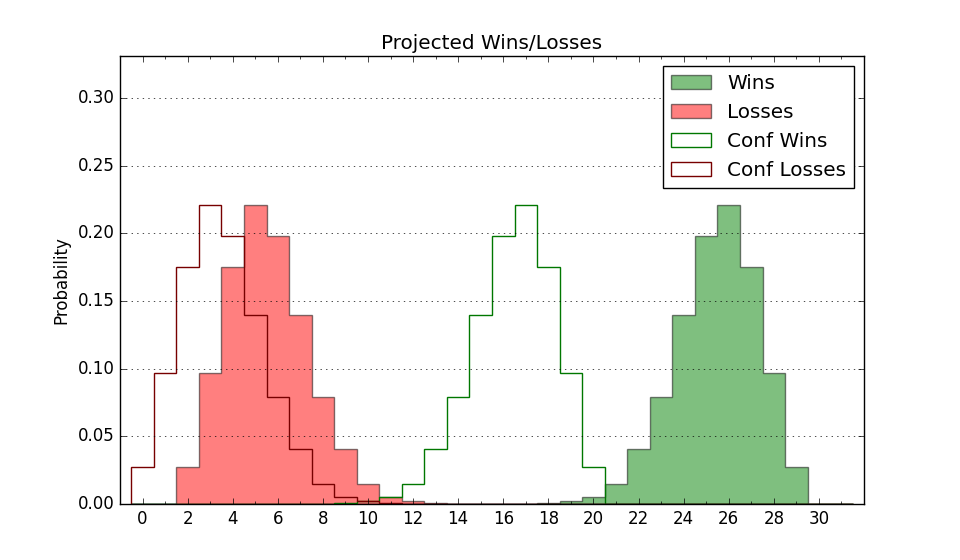 Projected Wins/Losses
Probability
0.30
0.25
0.20
0.15
0.10
0.05
0.00
Wins
Losses
Conf Wins
Conf Losses
0 2 4 6 8 10 12 14 16 18 20 22 24 26 28 30